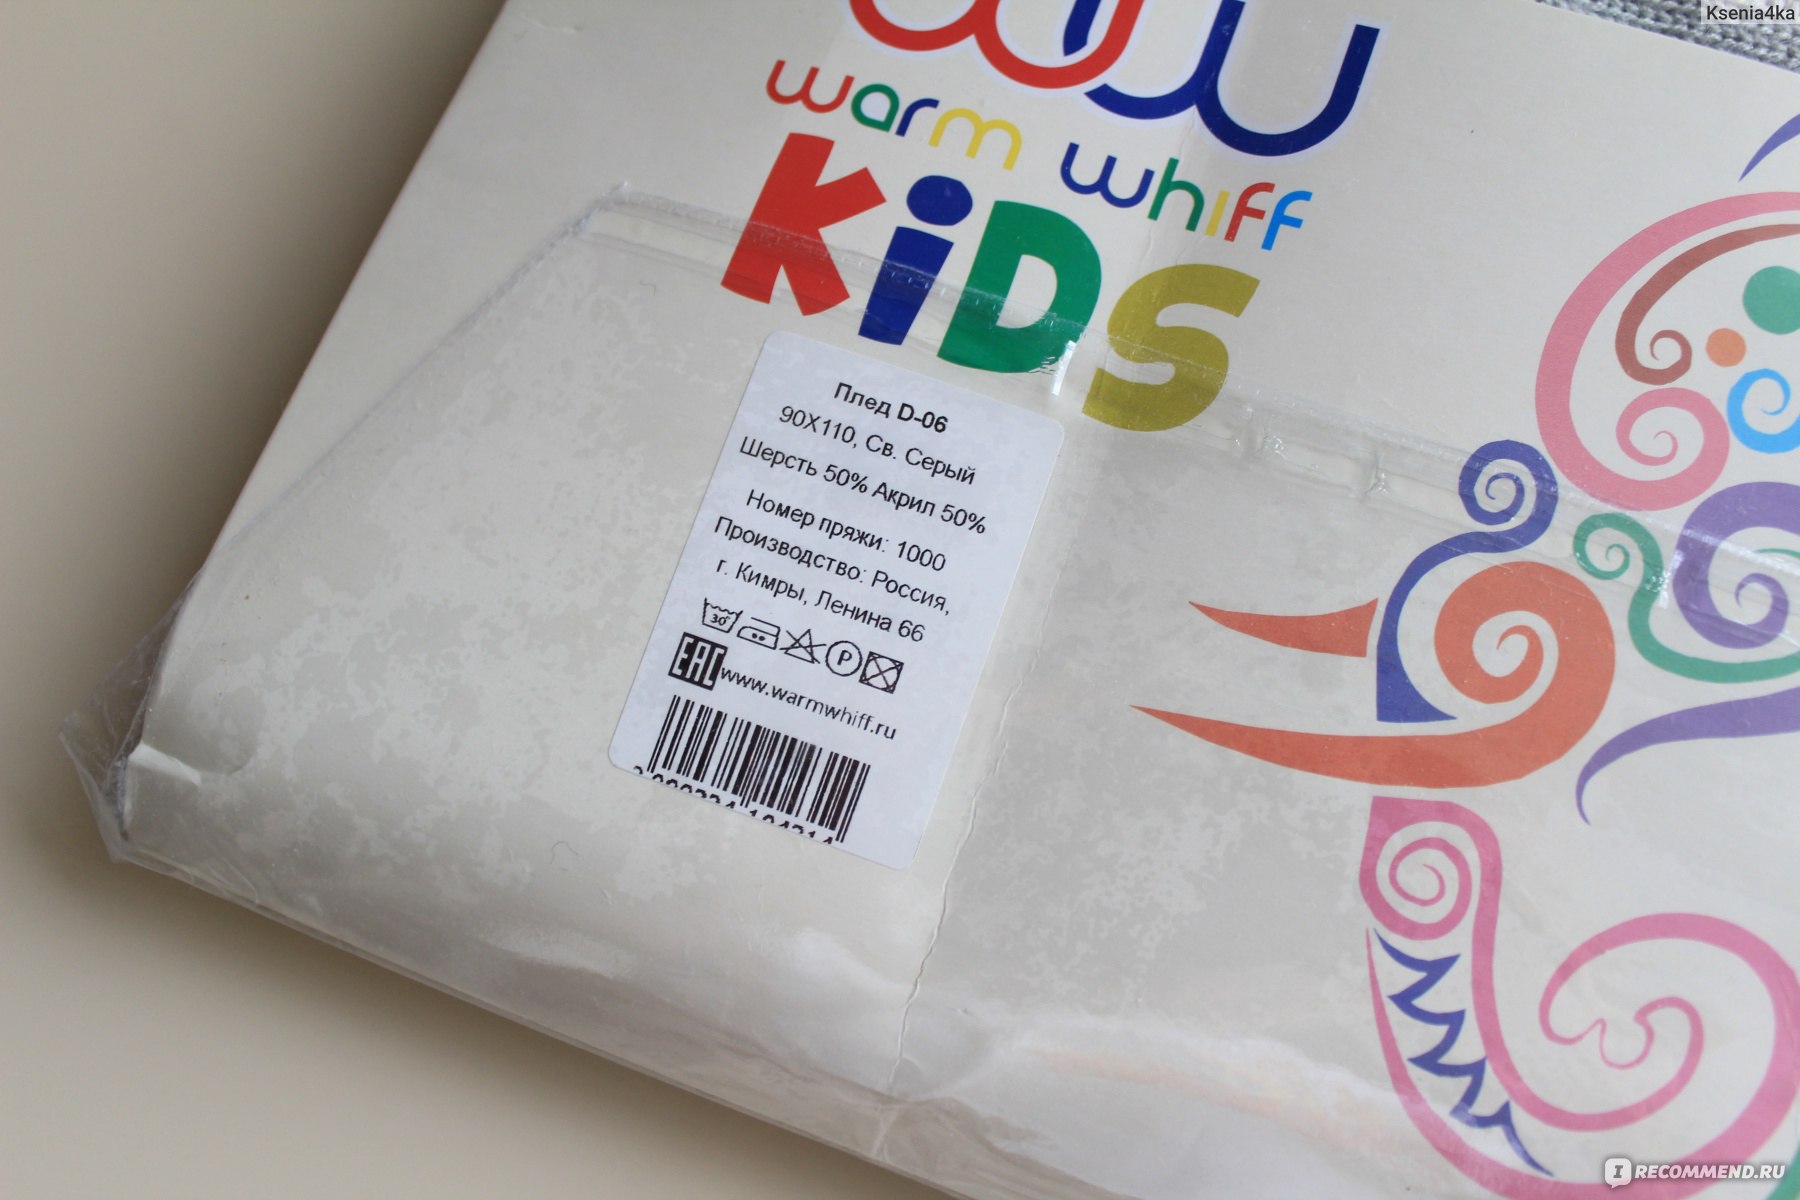 Ksenia4ka
warm whiff
KiDS
Плед D-06
90X110, Св. Серый
Шерсть 50% Акрил 50%
Номер пряжи: 1000
Производство: Россия,
г. Кимры, Ленина 66
30°
P
EAC www.warmwhiff.ru
IRECOMMEND.RU